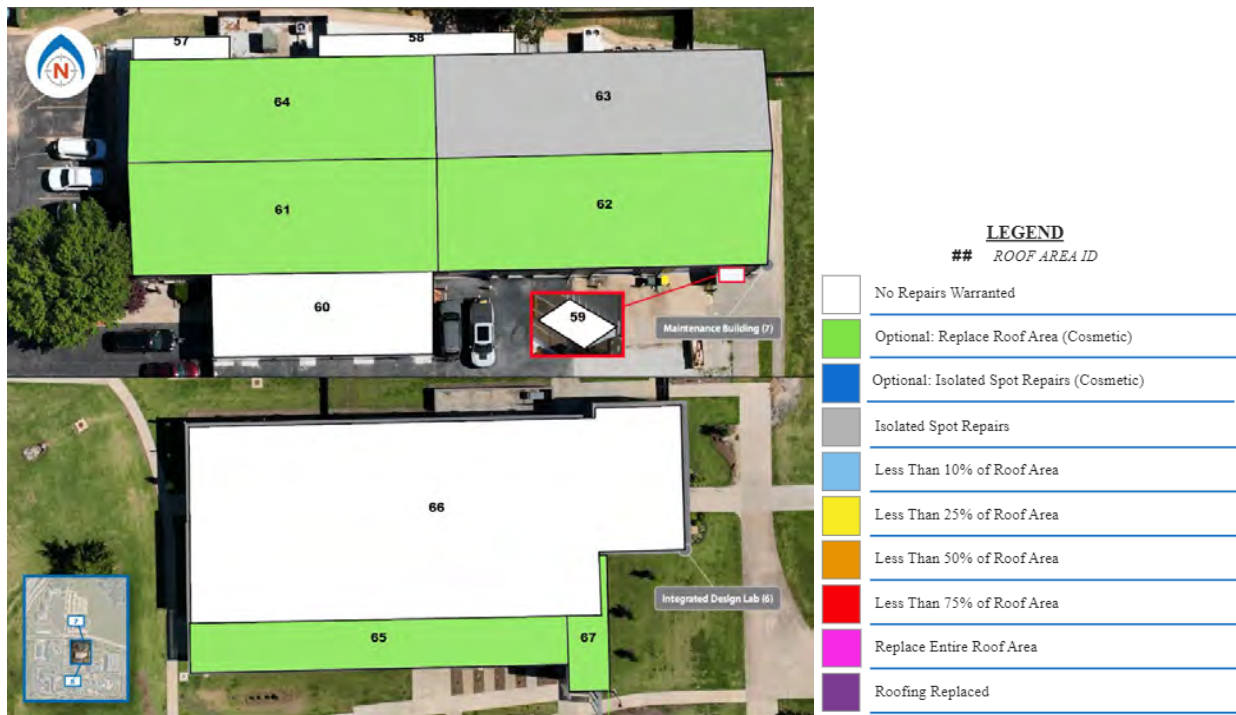 N
57
58
64
63
61
62
60
59
Maintenance Building (7)
66
Integrated Design Lab (6)
65
67
7
6
LEGEND
## ROOF AREA ID
No Repairs Warranted
Optional: Replace Roof Area (Cosmetic)
Optional: Isolated Spot Repairs (Cosmetic)
Isolated Spot Repairs
Less Than 10% of Roof Area
Less Than 25% of Roof Area
Less Than 50% of Roof Area
Less Than 75% of Roof Area
Replace Entire Roof Area
Roofing Replaced